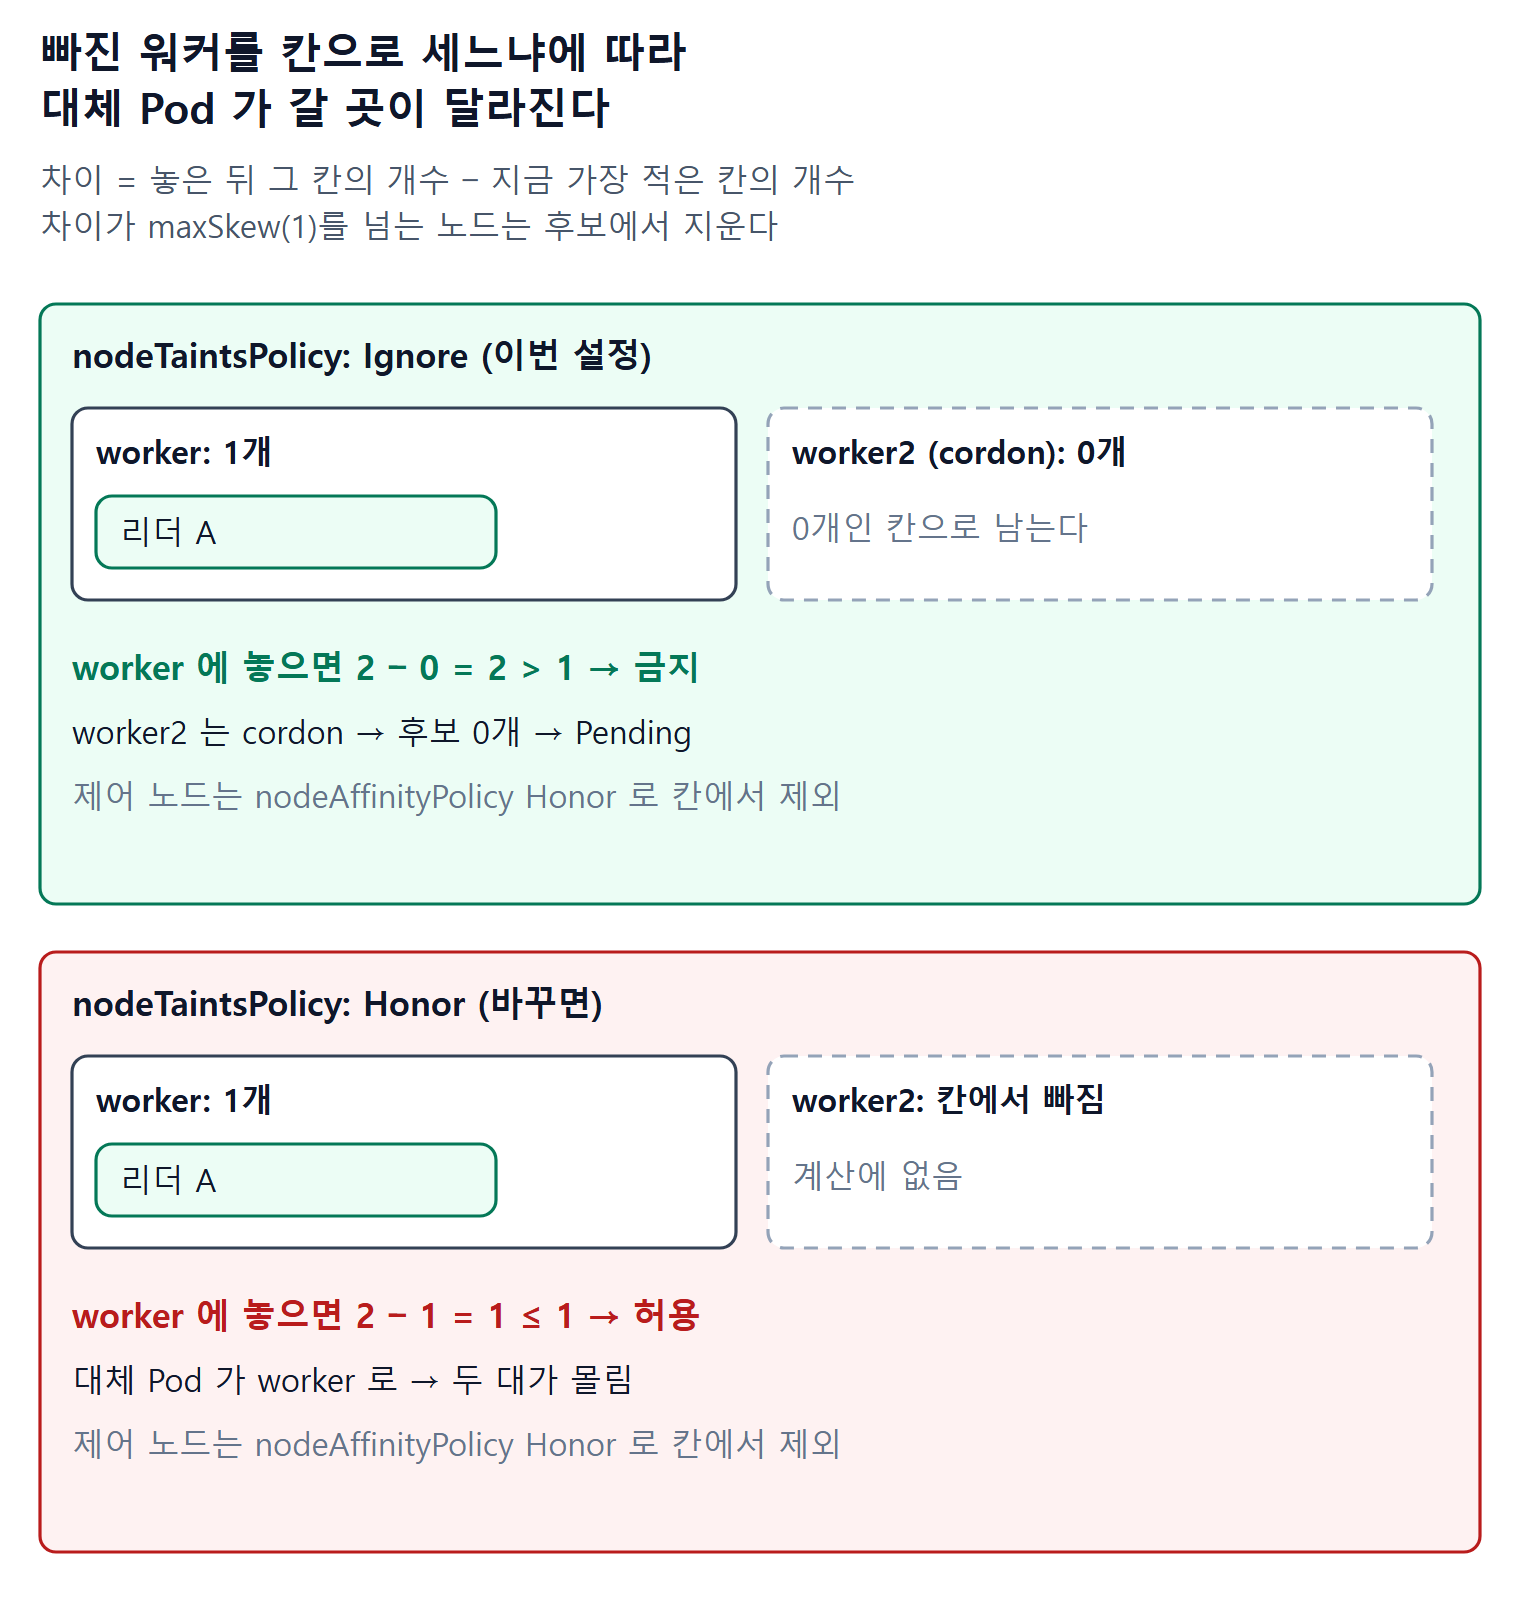 빠진 워커를 칸으로 세느냐에 따라
대체 Pod 가 갈 곳이 달라진다
차이 = 놓은 뒤 그 칸의 개수 − 지금 가장 적은 칸의 개수
차이가 maxSkew(1)를 넘는 노드는 후보에서 지운다
nodeTaintsPolicy: Ignore (이번 설정)
worker: 1개
리더 A
worker2 (cordon): 0개
0개인 칸으로 남는다
worker 에 놓으면 2 − 0 = 2 > 1 → 금지
worker2 는 cordon → 후보 0개 → Pending
제어 노드는 nodeAffinityPolicy Honor 로 칸에서 제외
nodeTaintsPolicy: Honor (바꾸면)
worker: 1개
리더 A
worker2: 칸에서 빠짐
계산에 없음
worker 에 놓으면 2 − 1 = 1 ≤ 1 → 허용
대체 Pod 가 worker 로 → 두 대가 몰림
제어 노드는 nodeAffinityPolicy Honor 로 칸에서 제외